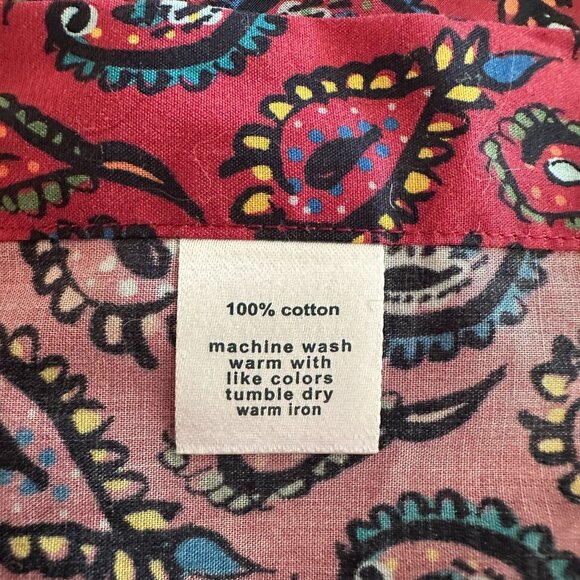 100% cotton
machine wash
warm with
like colors
tumble dry
warm iron